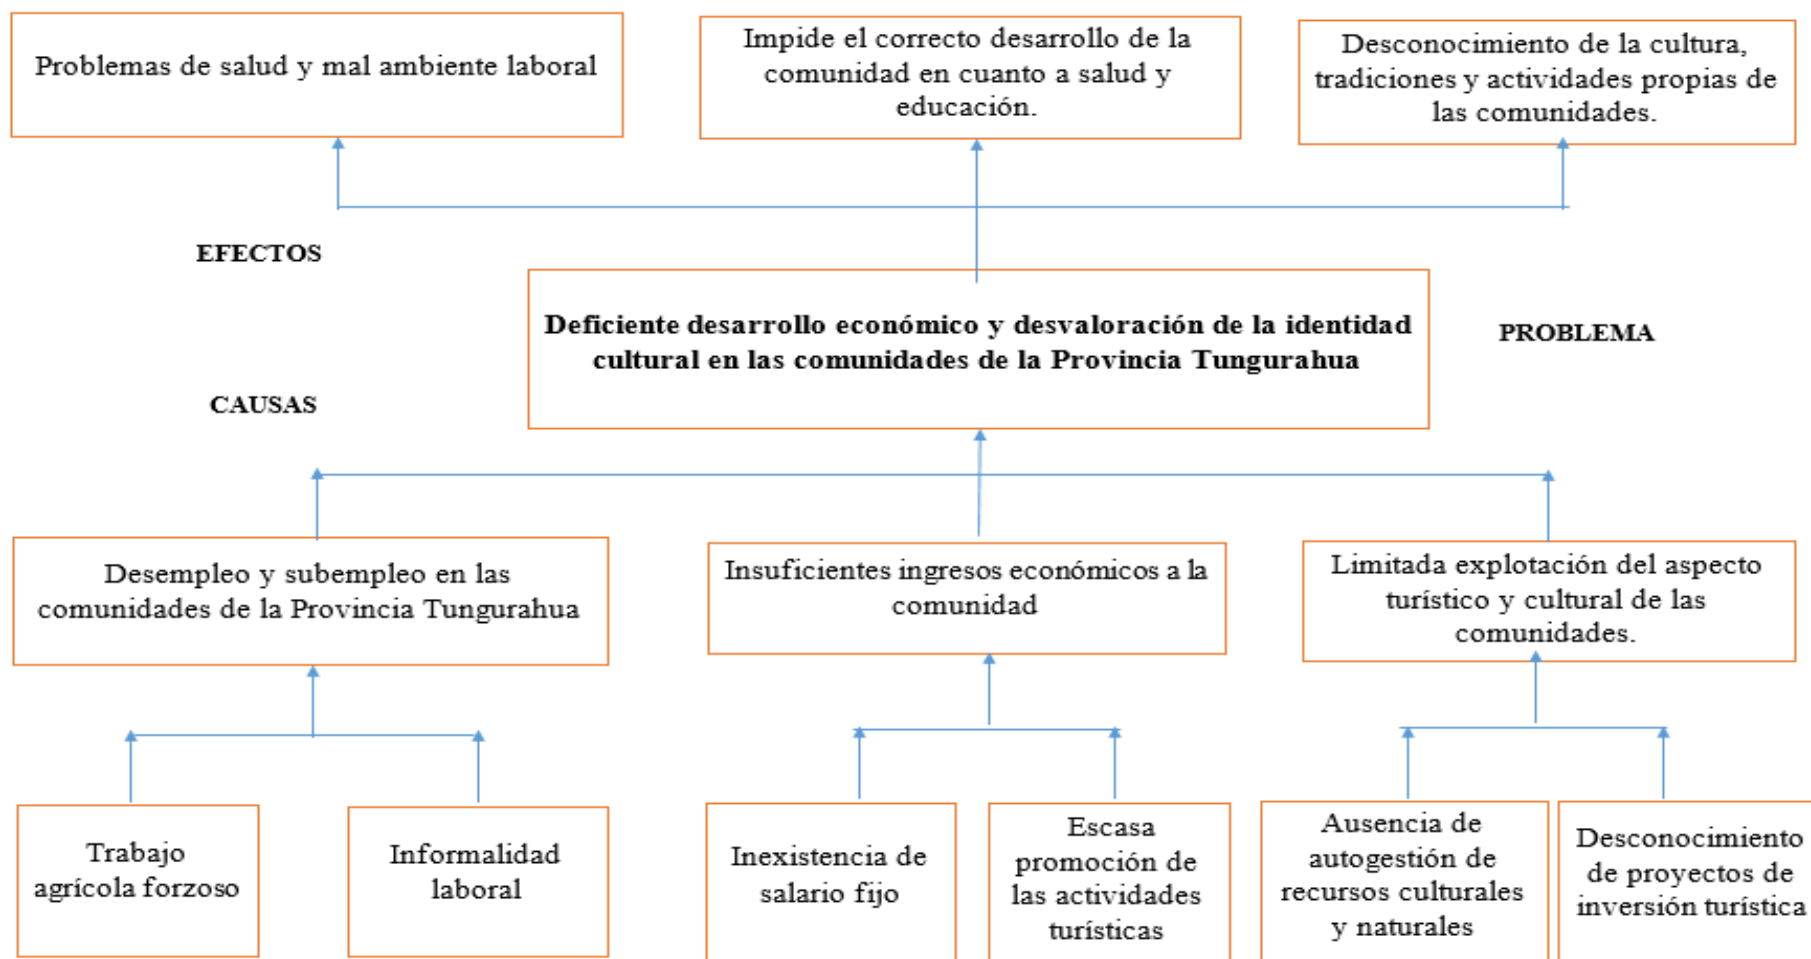 Problemas de salud y mal ambiente laboral
Impide el correcto desarrollo de la
comunidad en cuanto a salud y
educación.
Desconocimiento de la cultura,
tradiciones y actividades propias de
las comunidades.
EFECTOS
Deficiente desarrollo económico y desvaloración de la identidad
cultural en las comunidades de la Provincia Tungurahua
PROBLEMA
CAUSAS
Desempleo y subempleo en las
comunidades de la Provincia Tungurahua
Insuficientes ingresos económicos a la
comunidad
Limitada explotación del aspecto
turístico y cultural de las
comunidades.
Trabajo
agrícola forzoso
Informalidad
laboral
Inexistencia de
salario fijo
Escasa
promoción de
las actividades
turísticas
Ausencia de
autogestión de
recursos culturales
y naturales
Desconocimiento
de proyectos de
inversión turística